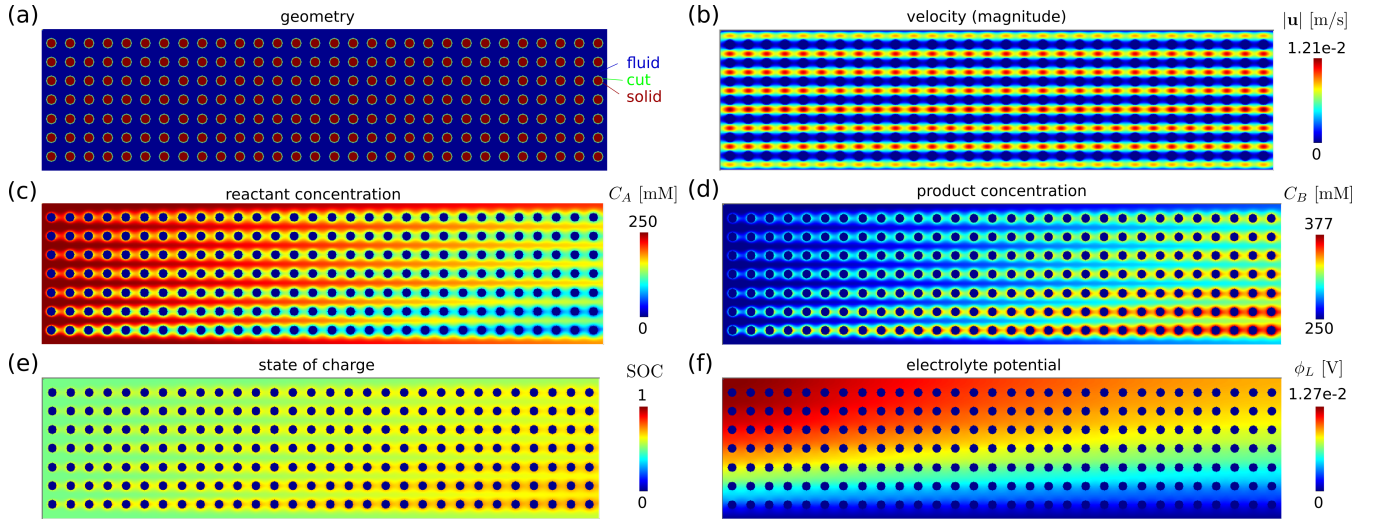 (a) geometry
fluid
cut
solid
(b) velocity (magnitude) |u| [m/s]
1.21e-2
0
(c) reactant concentration C_A [mM]
250
0
(d) product concentration C_B [mM]
377
250
(e) state of charge SOC
1
0
(f) electrolyte potential ϕ_L [V]
1.27e-2
0